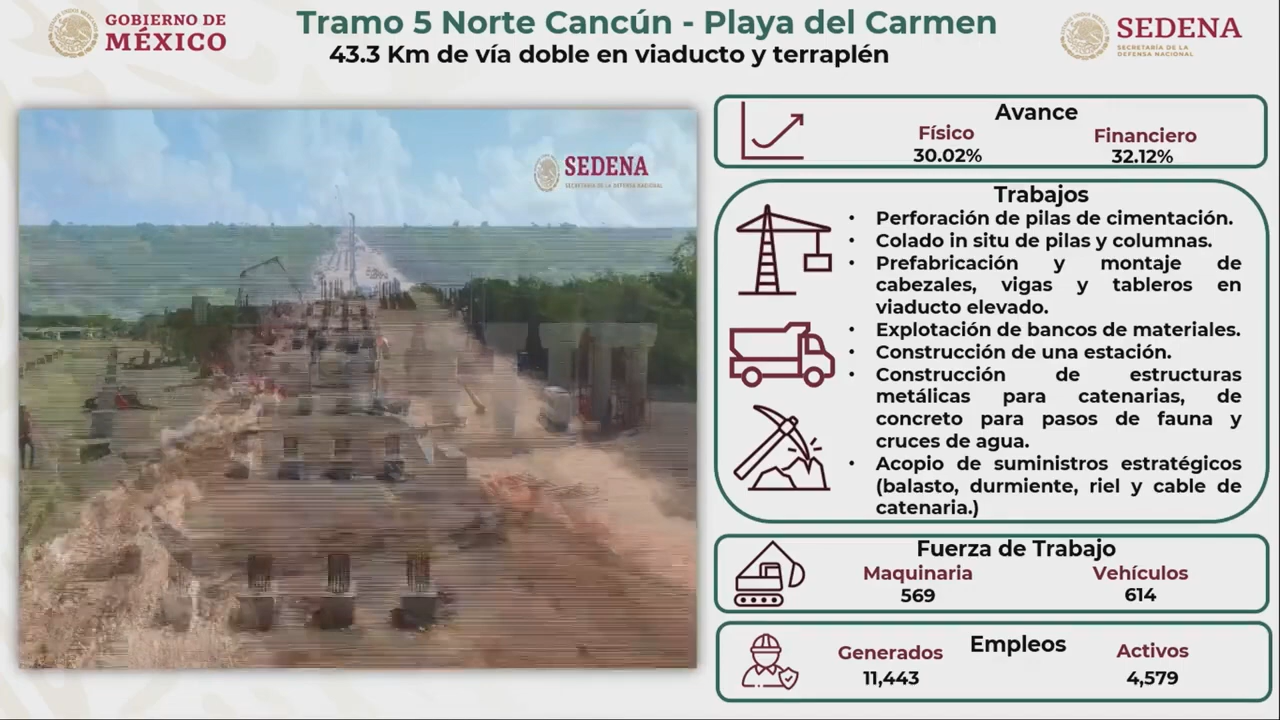 GOBIERNO DE
MÉXICO
Tramo 5 Norte Cancún - Playa del Carmen
43.3 Km de vía doble en viaducto y terraplén
SEDENA
SECRETARÍA DE LA
DEFENSA NACIONAL
SEDENA
SECRETARÍA DE LA DEFENSA NACIONAL
Avance
Físico
30.02%
Financiero
32.12%
Trabajos
• Perforación de pilas de cimentación.
• Colado in situ de pilas y columnas.
• Prefabricación y montaje de
cabezales, vigas y tableros en
viaducto elevado.
• Explotación de bancos de materiales.
• Construcción de una estación.
• Construcción de estructuras
metálicas para catenarias, de
concreto para pasos de fauna y
cruces de agua.
• Acopio de suministros estratégicos
(balasto, durmiente, riel y cable de
catenaria.)
Fuerza de Trabajo
Maquinaria
569
Vehículos
614
Empleos
Generados
11,443
Activos
4,579